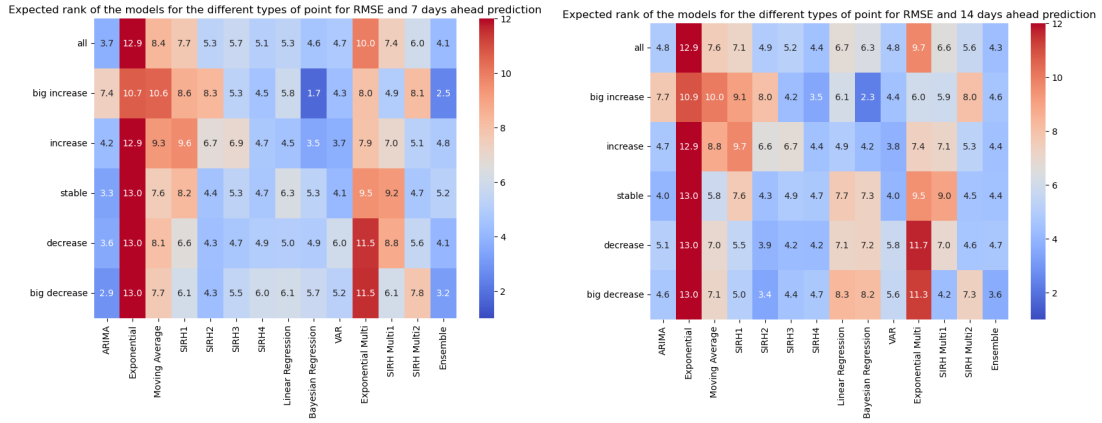 Expected rank of the models for the different types of point for RMSE and 7 days ahead prediction
all 3.7 12.9 8.4 7.7 5.3 5.7 5.1 5.3 4.6 4.7 10.0 7.4 6.0 4.1
big increase 7.4 10.7 10.6 8.6 8.3 5.3 4.5 5.8 1.7 4.3 8.0 4.9 8.1 2.5
increase 4.2 12.9 9.3 9.6 6.7 6.9 4.7 4.5 3.5 3.7 7.9 7.0 5.1 4.8
stable 3.3 13.0 7.6 8.2 4.4 5.3 4.7 6.3 5.3 4.1 9.5 9.2 4.7 5.2
decrease 3.6 13.0 8.1 6.6 4.3 4.7 4.9 5.0 4.9 6.0 11.5 8.8 5.6 4.1
big decrease 2.9 13.0 7.7 6.1 4.3 5.5 6.0 6.1 5.7 5.2 11.5 6.1 7.8 3.2
ARIMA
Exponential
Moving Average
SIRH1
SIRH2
SIRH3
SIRH4
Linear Regression
Bayesian Regression
VAR
Exponential Multi
SIRH Multi1
SIRH Multi2
Ensemble
12
10
8
6
4
2
Expected rank of the models for the different types of point for RMSE and 14 days ahead prediction
all 4.8 12.9 7.6 7.1 4.9 5.2 4.4 6.7 6.3 4.8 9.7 6.6 5.6 4.3
big increase 7.7 10.9 10.0 9.1 8.0 4.2 3.5 6.1 2.3 4.4 6.0 5.9 8.0 4.6
increase 4.7 12.9 8.8 9.7 6.6 6.7 4.4 4.9 4.2 3.8 7.4 7.1 5.3 4.4
stable 4.0 13.0 5.8 7.6 4.3 4.9 4.7 7.7 7.3 4.0 9.5 9.0 4.5 4.4
decrease 5.1 13.0 7.0 5.5 3.9 4.2 4.2 7.1 7.2 5.8 11.7 7.0 4.6 4.7
big decrease 4.6 13.0 7.1 5.0 3.4 4.4 4.7 8.3 8.2 5.6 11.3 4.2 7.3 3.6
ARIMA
Exponential
Moving Average
SIRH1
SIRH2
SIRH3
SIRH4
Linear Regression
Bayesian Regression
VAR
Exponential Multi
SIRH Multi1
SIRH Multi2
Ensemble
12
10
8
6
4
2